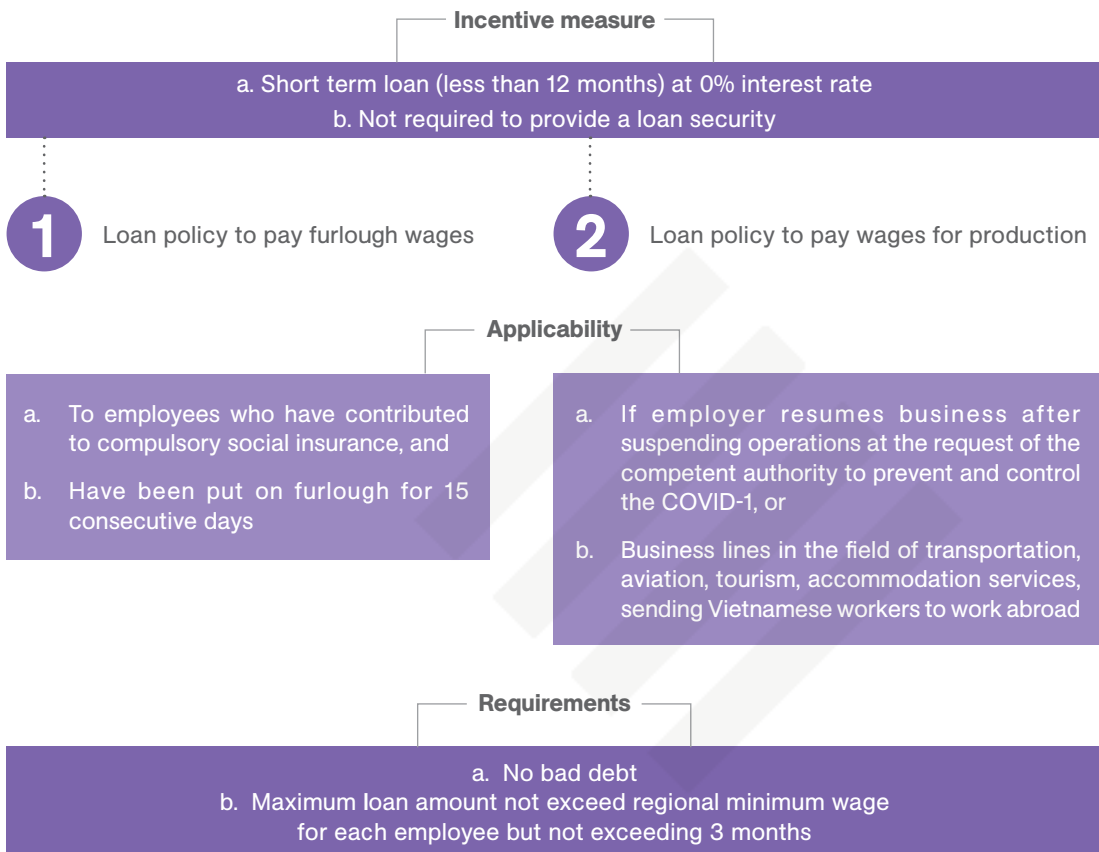 Incentive measure
a. Short term loan (less than 12 months) at 0% interest rate
b. Not required to provide a loan security
1 Loan policy to pay furlough wages
2 Loan policy to pay wages for production
Applicability
a. To employees who have contributed
to compulsory social insurance, and
b. Have been put on furlough for 15
consecutive days
a. If employer resumes business after
suspending operations at the request of the
competent authority to prevent and control
the COVID-1, or
b. Business lines in the field of transportation,
aviation, tourism, accommodation services,
sending Vietnamese workers to work abroad
Requirements
a. No bad debt
b. Maximum loan amount not exceed regional minimum wage
for each employee but not exceeding 3 months